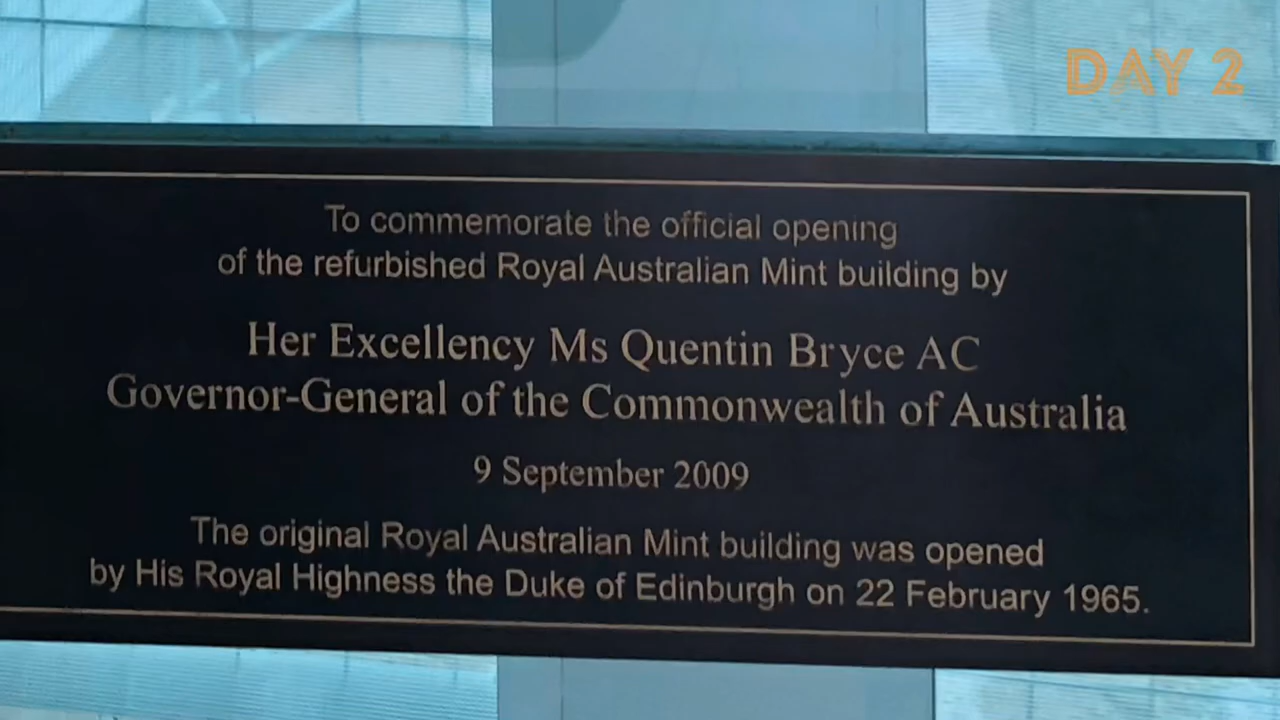 DAY 2
To commemorate the official opening
of the refurbished Royal Australian Mint building by
Her Excellency Ms Quentin Bryce AC
Governor-General of the Commonwealth of Australia
9 September 2009
The original Royal Australian Mint building was opened
by His Royal Highness the Duke of Edinburgh on 22 February 1965.